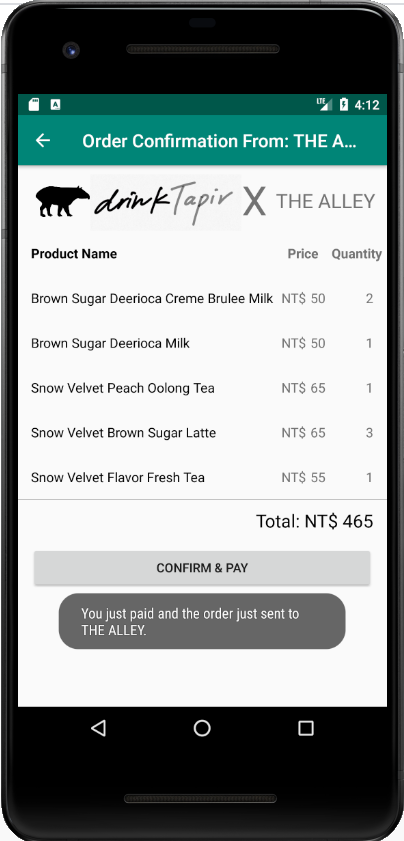 LTE 4:12
Order Confirmation From: THE A...
drinkTapir X THE ALLEY
Product Name Price Quantity
Brown Sugar Deerioca Creme Brulee Milk NT$ 50 2
Brown Sugar Deerioca Milk NT$ 50 1
Snow Velvet Peach Oolong Tea NT$ 65 1
Snow Velvet Brown Sugar Latte NT$ 65 3
Snow Velvet Flavor Fresh Tea NT$ 55 1
Total: NT$ 465
CONFIRM & PAY
You just paid and the order just sent to
THE ALLEY.